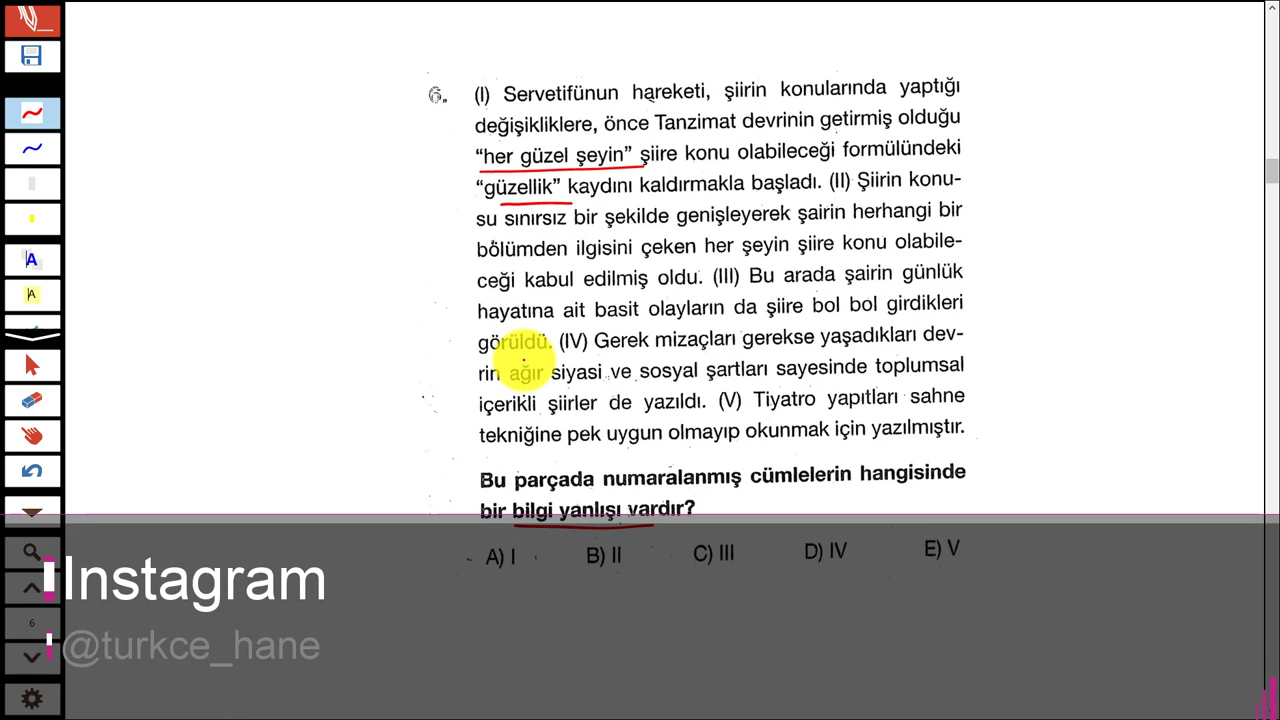 6. (I) Servetifünun hareketi, şiirin konularında yaptığı
değişikliklere, önce Tanzimat devrinin getirmiş olduğu
“her güzel şeyin” şiire konu olabileceği formülündeki
“güzellik” kaydını kaldırmakla başladı. (II) Şiirin konu-
su sınırsız bir şekilde genişleyerek şairin herhangi bir
bölümden ilgisini çeken her şeyin şiire konu olabile-
ceği kabul edilmiş oldu. (III) Bu arada şairin günlük
hayatına ait basit olayların da şiire bol bol girdikleri
görüldü. (IV) Gerek mizaçları gerekse yaşadıkları dev-
rin ağır siyasi ve sosyal şartları sayesinde toplumsal
içerikli şiirler de yazıldı. (V) Tiyatro yapıtları sahne
tekniğine pek uygun olmayıp okunmak için yazılmıştır.
Bu parçada numaralanmış cümlelerin hangisinde
bir bilgi yanlışı vardır?
A) I B) II C) III D) IV E) V
Instagram
@turkce_hane
A
A
6